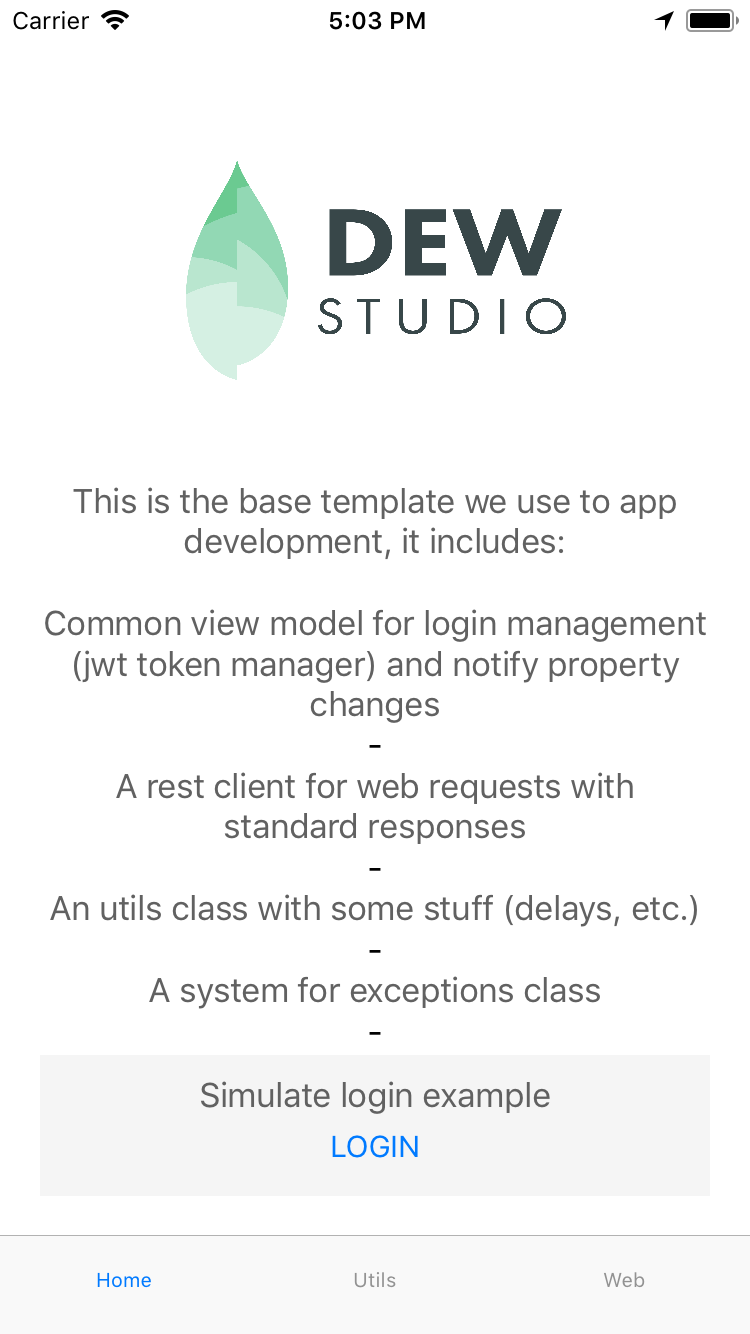 Carrier 5:03 PM
DEW
STUDIO
This is the base template we use to app
development, it includes:
Common view model for login management
(jwt token manager) and notify property
changes
-
A rest client for web requests with
standard responses
-
An utils class with some stuff (delays, etc.)
-
A system for exceptions class
-
Simulate login example
LOGIN
Home Utils Web